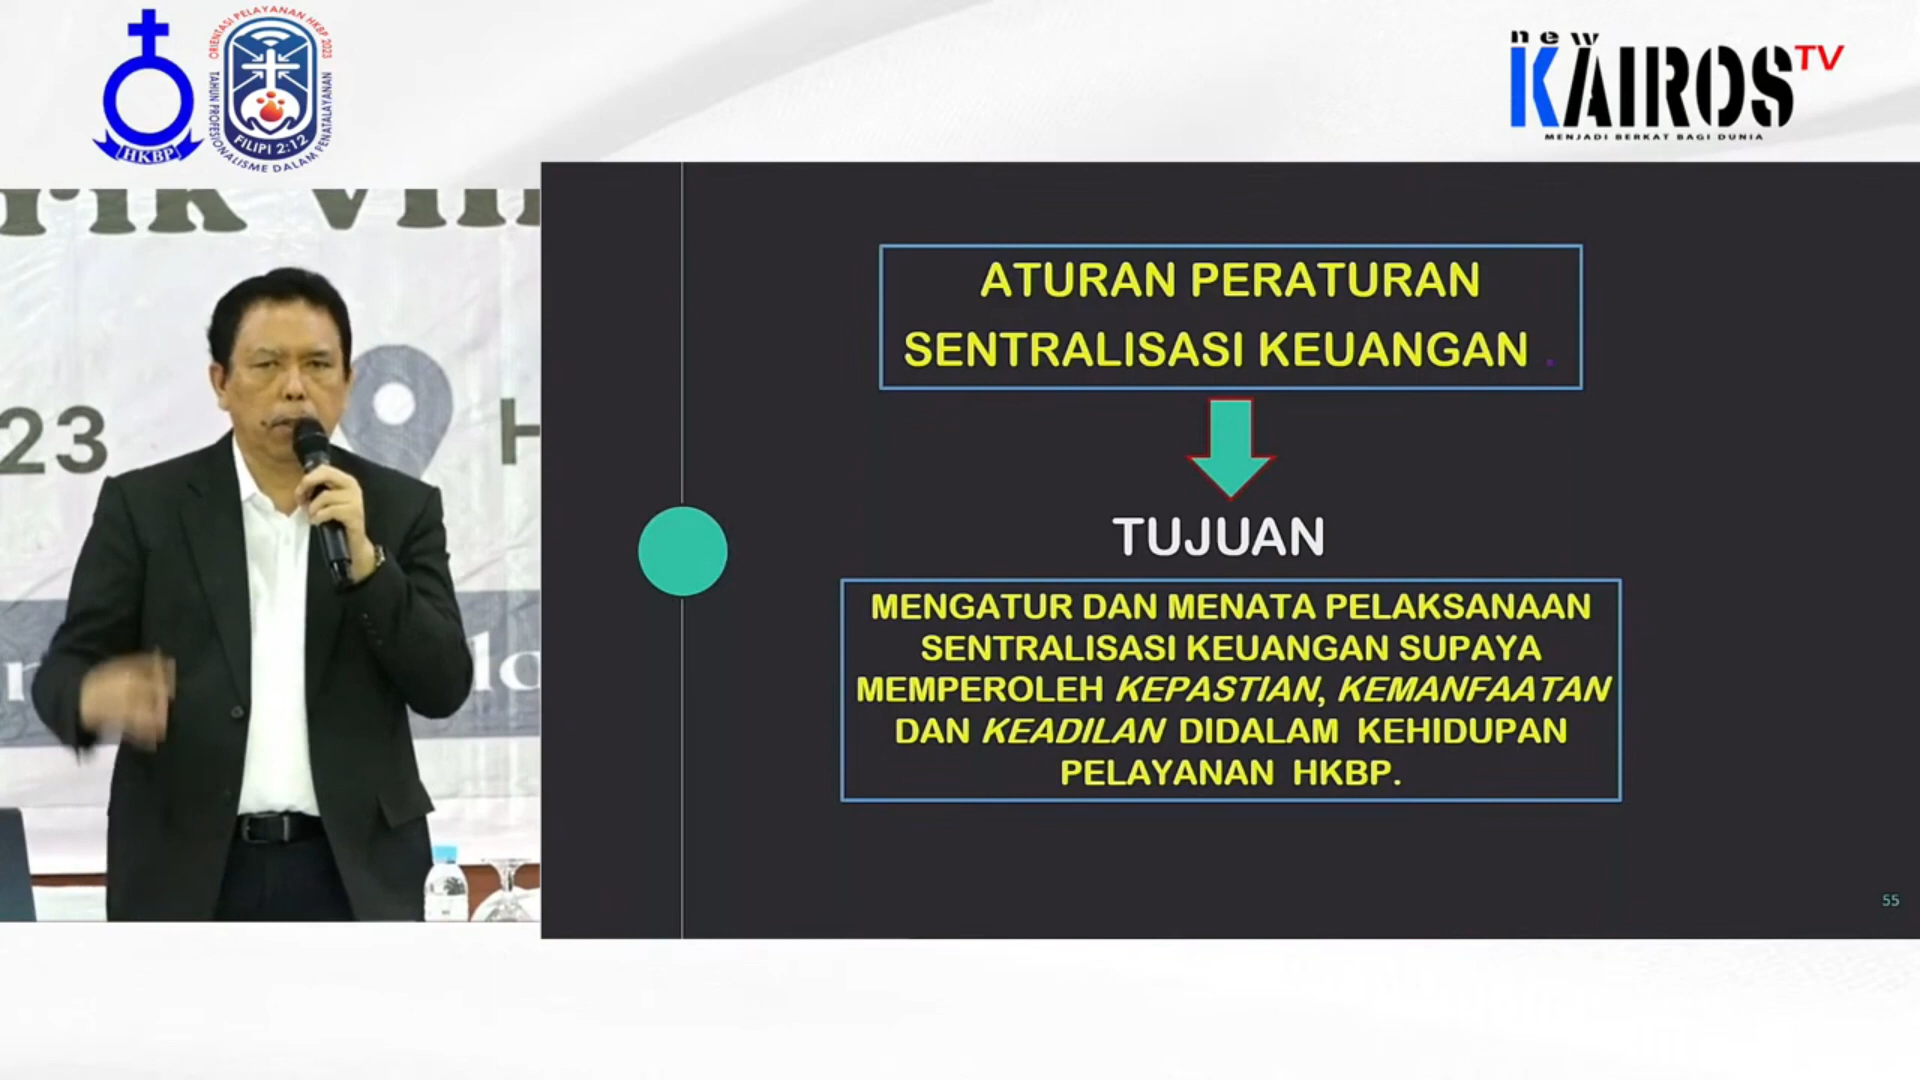 HKBP
ORIENTASI PELAYANAN HKBP 2023
TAHUN PROFESIONALISME DALAM PENATALAYANAN
FILIPI 2:12
new
KAIROS TV
MENJADI BERKAT BAGI DUNIA
rik VIII
23
H
ATURAN PERATURAN
SENTRALISASI KEUANGAN .
TUJUAN
MENGATUR DAN MENATA PELAKSANAAN
SENTRALISASI KEUANGAN SUPAYA
MEMPEROLEH KEPASTIAN, KEMANFAATAN
DAN KEADILAN DIDALAM KEHIDUPAN
PELAYANAN HKBP.
55